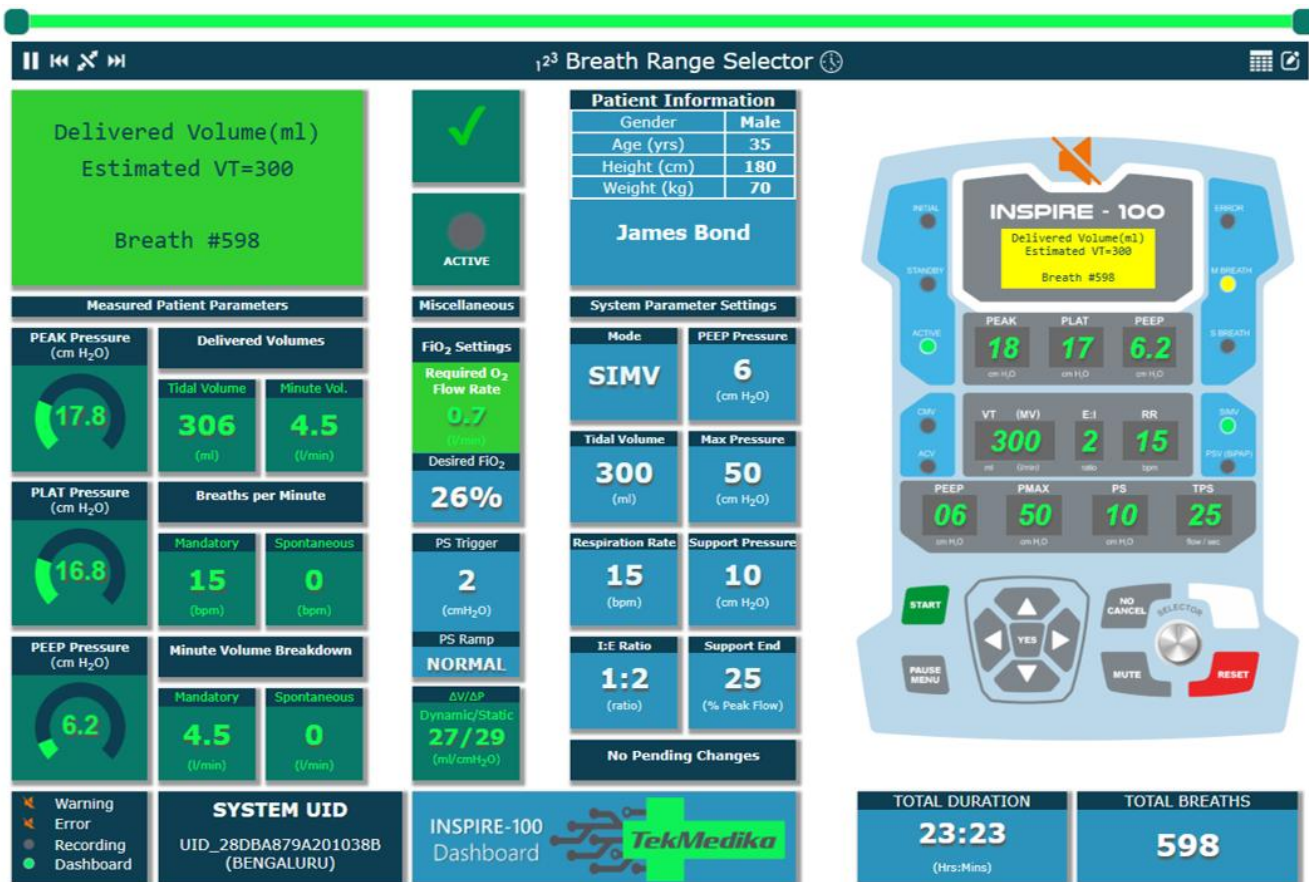 123 Breath Range Selector
Delivered Volume(ml)
Estimated VT=300
Breath #598
ACTIVE
Patient Information
Gender Male
Age (yrs) 35
Height (cm) 180
Weight (kg) 70
James Bond
Measured Patient Parameters
PEAK Pressure
(cm H₂O)
17.8
Delivered Volumes
Tidal Volume
306
(ml)
Minute Vol.
4.5
(l/min)
PLAT Pressure
(cm H₂O)
16.8
Breaths per Minute
Mandatory
15
(bpm)
Spontaneous
0
(bpm)
PEEP Pressure
(cm H₂O)
6.2
Minute Volume Breakdown
Mandatory
4.5
(l/min)
Spontaneous
0
(l/min)
Miscellaneous
FiO₂ Settings
Required O₂
Flow Rate
0.7
(l/min)
Desired FiO₂
26%
PS Trigger
2
(cmH₂O)
PS Ramp
NORMAL
ΔV/ΔP
Dynamic/Static
27/29
(ml/cmH₂O)
System Parameter Settings
Mode
SIMV
PEEP Pressure
6
(cm H₂O)
Tidal Volume
300
(ml)
Max Pressure
50
(cm H₂O)
Respiration Rate
15
(bpm)
Support Pressure
10
(cm H₂O)
I:E Ratio
1:2
(ratio)
Support End
25
(% Peak Flow)
No Pending Changes
INITIAL
STANDBY
ACTIVE
INSPIRE - 100
Delivered Volume(ml)
Estimated VT=300
Breath #598
ERROR
M BREATH
S BREATH
PEAK PLAT PEEP
18 17 6.2
cm H₂O cm H₂O cm H₂O
CMV
ACV
VT (MV) E:I RR
300 2 15
ml (l/min) ratio bpm
SIMV
PSV (BiPAP)
PEEP PMAX PS TPS
06 50 10 25
cm H₂O cm H₂O cm H₂O flow / sec
START
PAUSE
MENU
YES
NO
CANCEL
SELECTOR
MUTE
RESET
Warning
Error
Recording
Dashboard
SYSTEM UID
UID_28DBA879A201038B
(BENGALURU)
INSPIRE-100
Dashboard
TekMedika
TOTAL DURATION
23:23
(Hrs:Mins)
TOTAL BREATHS
598